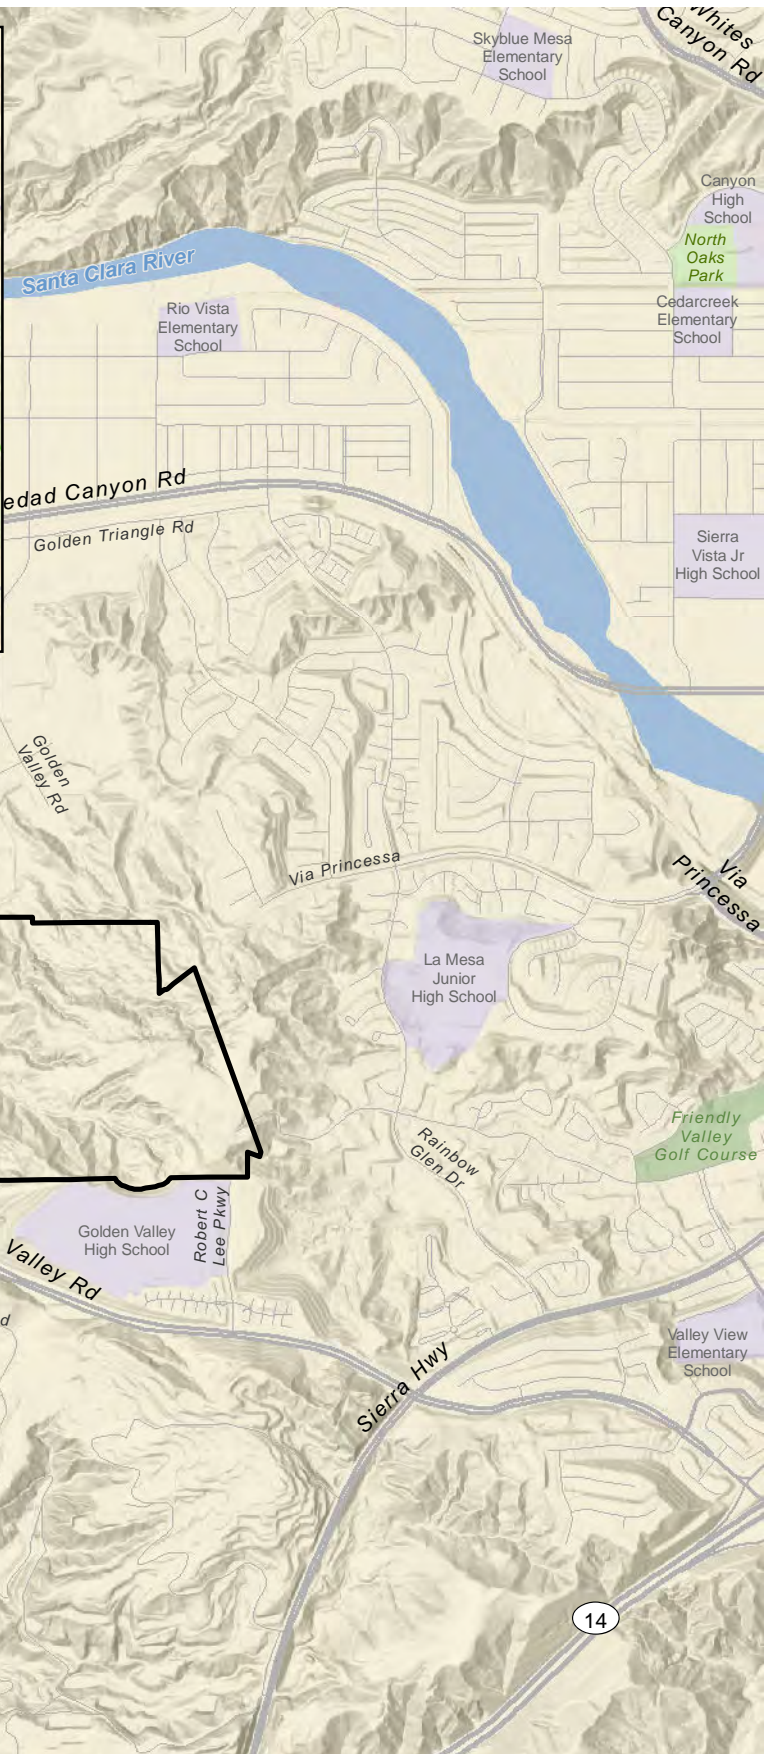 Whites
Canyon Rd
Skyblue Mesa
Elementary
School
Canyon
High
School
North
Oaks
Park
Santa Clara River
Rio Vista
Elementary
School
Cedarcreek
Elementary
School
edad Canyon Rd
Golden Triangle Rd
Sierra
Vista Jr
High School
Golden
Valley Rd
Via Princessa
Via
Princessa
La Mesa
Junior
High School
Friendly
Valley
Golf Course
Rainbow
Glen Dr
Robert C
Lee Pkwy
Golden Valley
High School
Valley Rd
d
Valley View
Elementary
School
Sierra Hwy
14